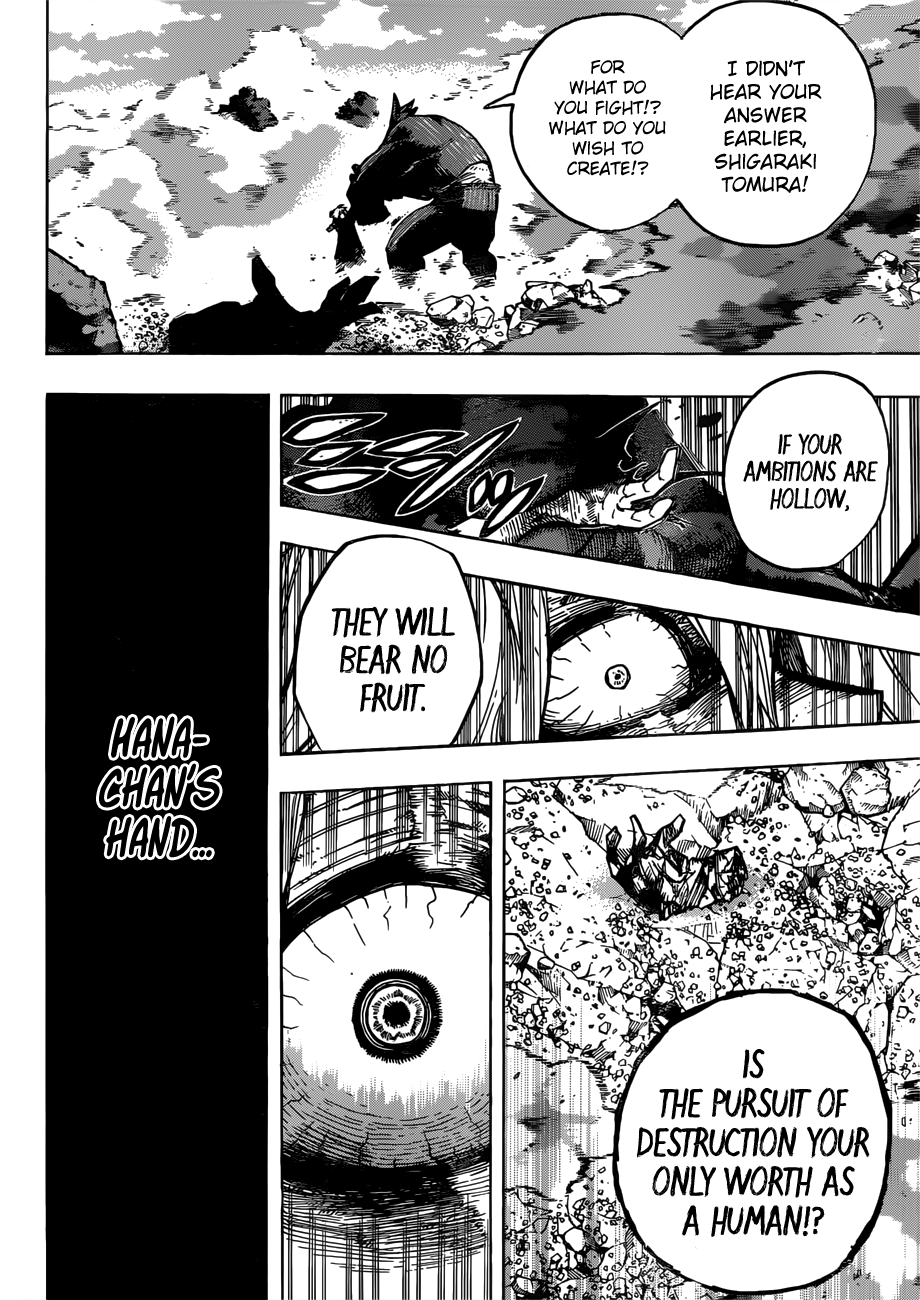 I DIDN'T
HEAR YOUR
ANSWER
EARLIER,
SHIGARAKI
TOMURA!
FOR
WHAT DO
YOU FIGHT!?
WHAT DO YOU
WISH TO
CREATE!?
IF YOUR
AMBITIONS ARE
HOLLOW,
THEY WILL
BEAR NO
FRUIT.
IS
THE PURSUIT OF
DESTRUCTION YOUR
ONLY WORTH AS
A HUMAN!?
HANA-
CHAN'S
HAND...